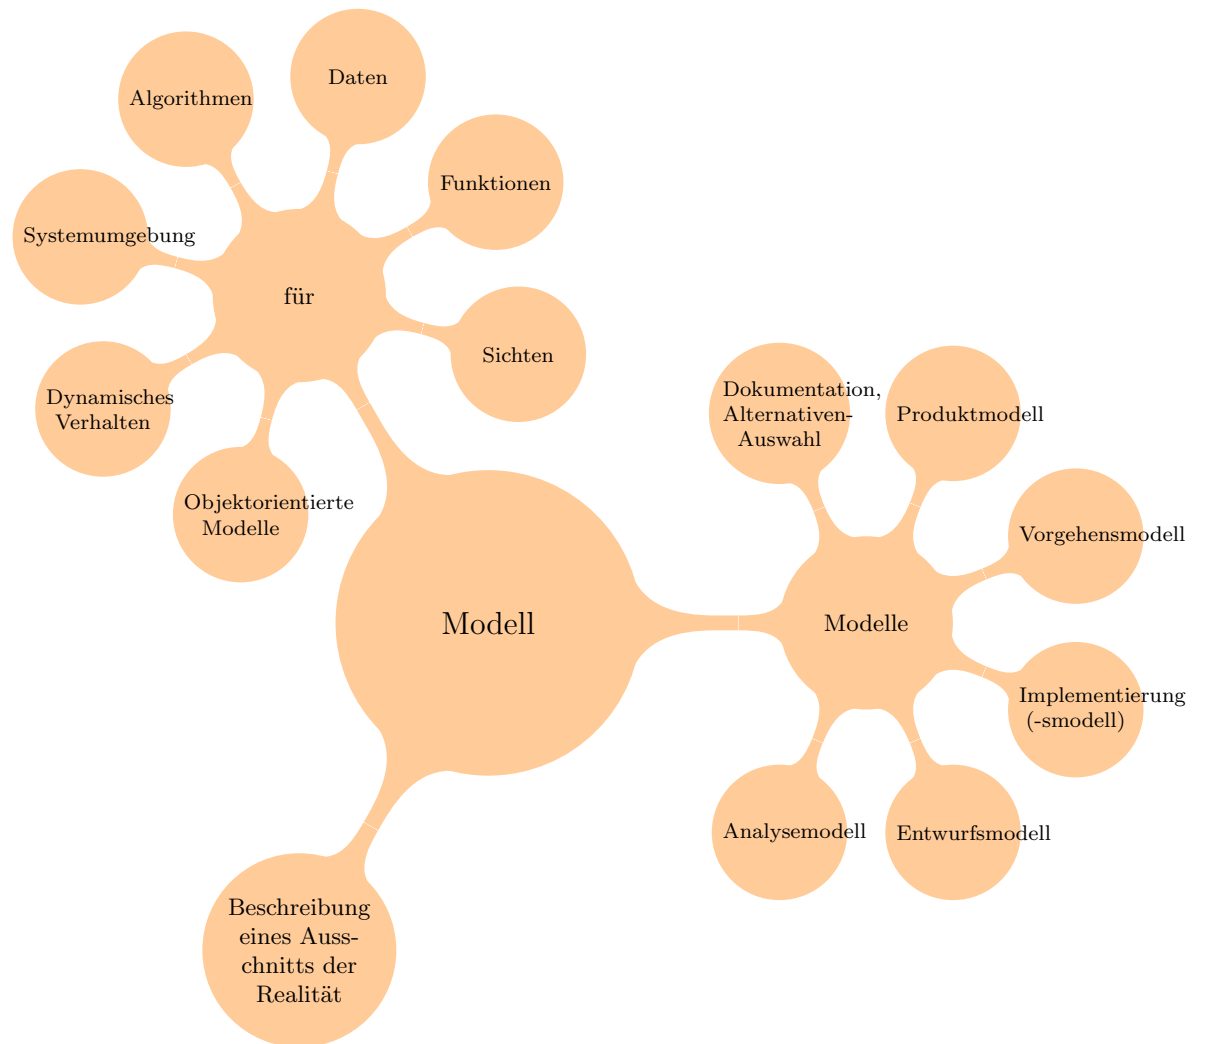 Daten
Algorithmen
Funktionen
Systemumgebung
für
Sichten
Dynamisches
Verhalten
Objektorientierte
Modelle
Modell
Dokumentation,
Alternativen-
Auswahl
Produktmodell
Vorgehensmodell
Modelle
Implementierung
(-smodell)
Analysemodell
Entwurfsmodell
Beschreibung
eines Auss-
chnitts der
Realität